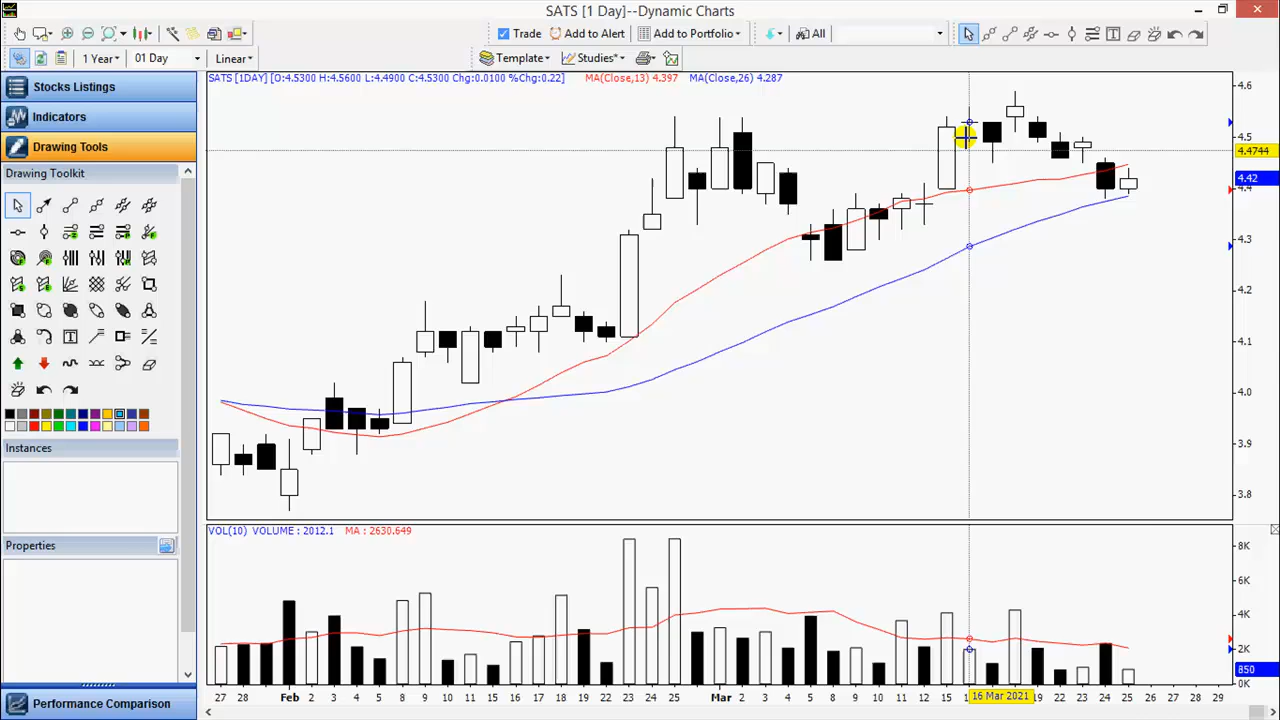 SATS [1 Day]--Dynamic Charts
Trade Add to Alert Add to Portfolio All
1 Year 01 Day Linear Template Studies*
Stocks Listings
Indicators
Drawing Tools
Drawing Toolkit
Instances
Properties
Performance Comparison
SATS [1DAY] [O:4.5300 H:4.5600 L:4.4900 C:4.5300 Chg:0.0100 %Chg:0.22] MA(Close,13) 4.397 MA(Close,26) 4.287
4.6
4.5
4.4744
4.42
4.4
4.3
4.2
4.1
4.0
3.9
3.8
VOL(10) VOLUME : 2012.1 MA : 2630.649
8K
6K
4K
2K
850
0K
27 28 Feb 2 3 4 5 8 9 10 11 15 16 17 18 19 22 23 24 25 Mar 2 3 4 5 8 9 10 11 12 15 1 16 Mar 2021 19 22 23 24 25 26 27 28 29